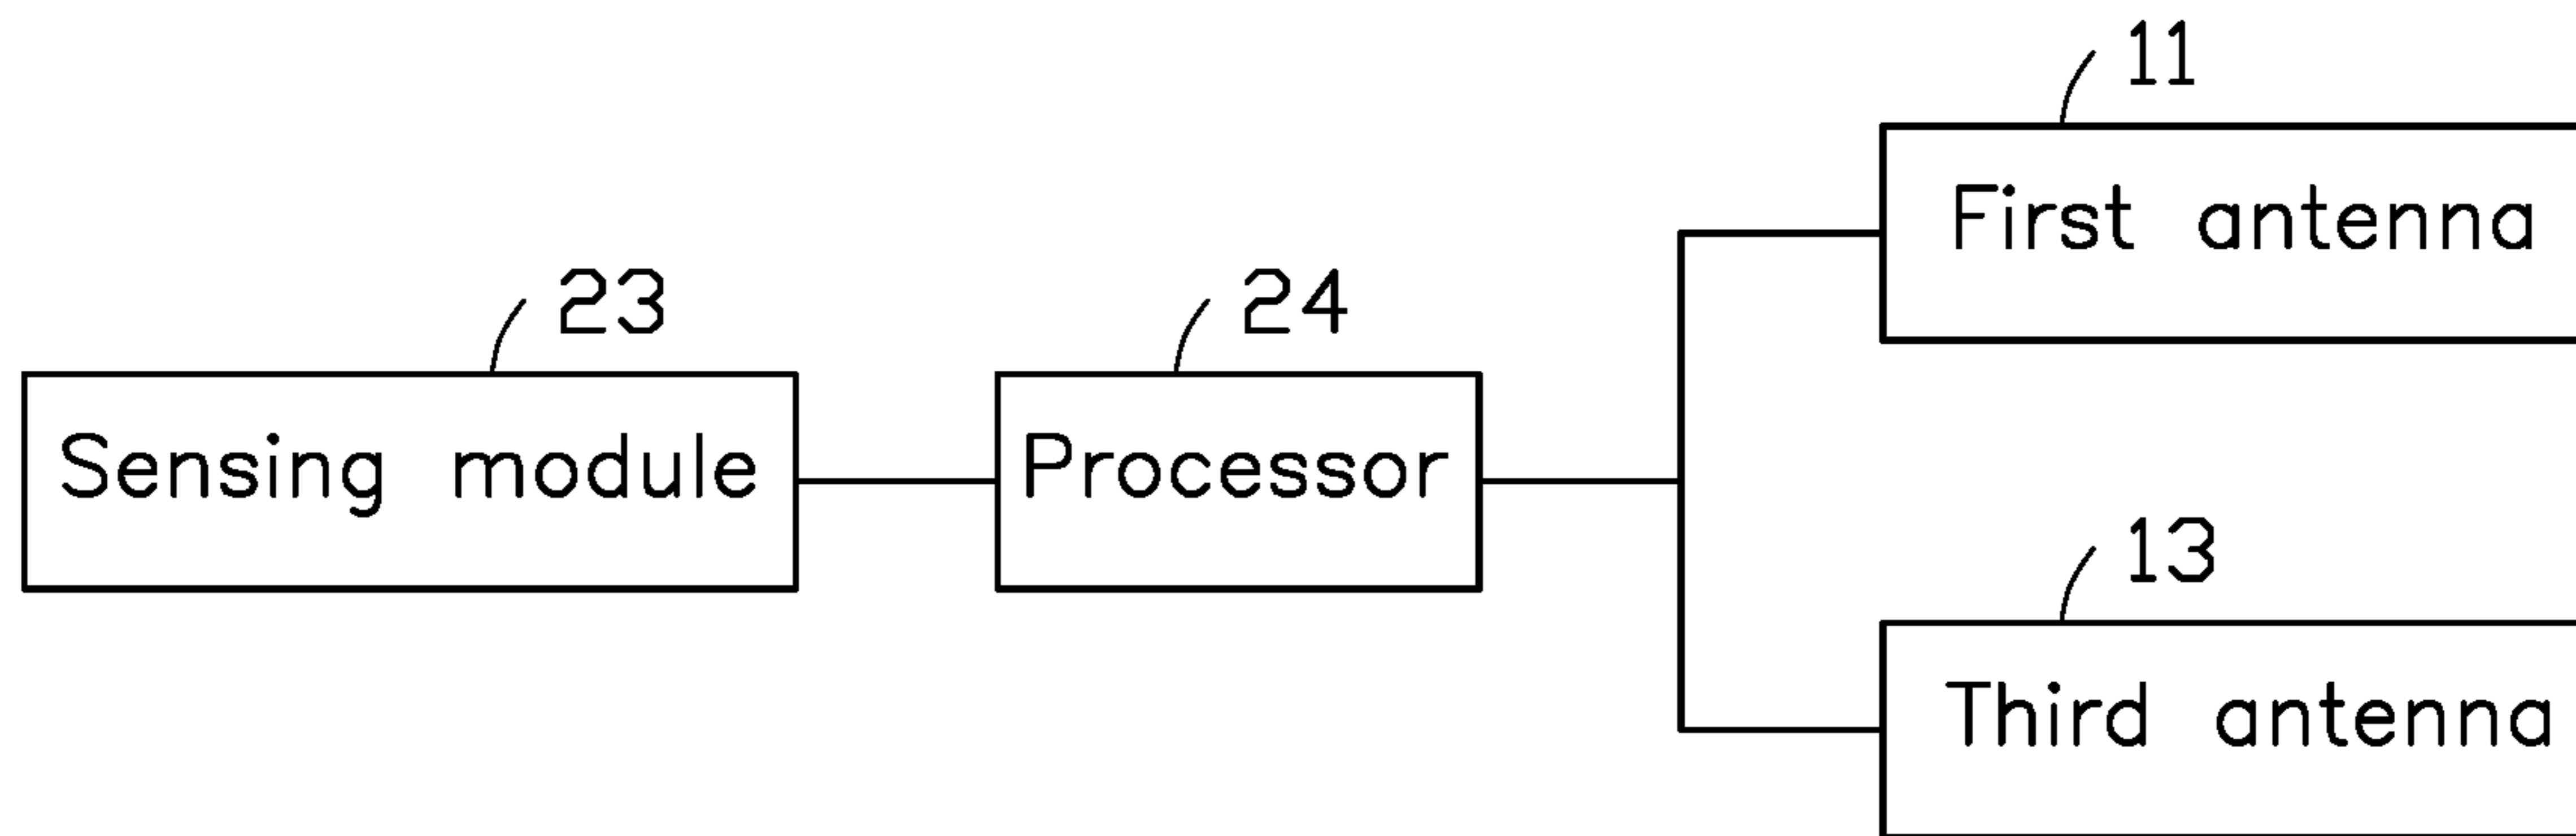 11
First antenna
23
24
Sensing module
Processor
13
Third antenna